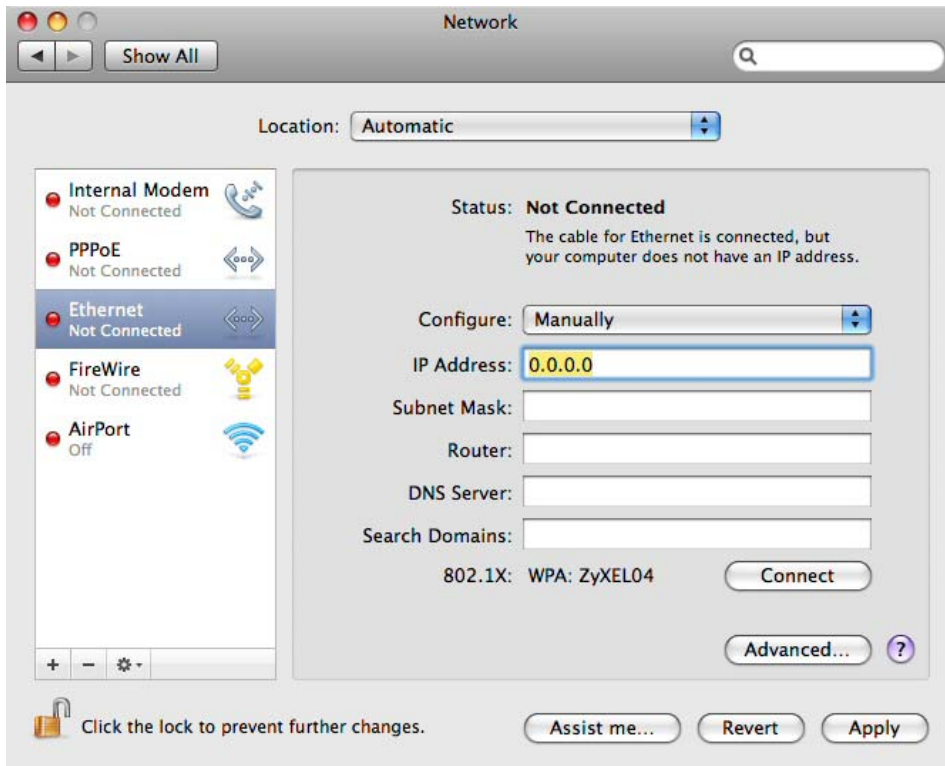 Network
Show All
Location: Automatic
Internal Modem
Not Connected
PPPoE
Not Connected
Ethernet
Not Connected
FireWire
Not Connected
AirPort
Off
Status: Not Connected
The cable for Ethernet is connected, but
your computer does not have an IP address.
Configure: Manually
IP Address: 0.0.0.0
Subnet Mask:
Router:
DNS Server:
Search Domains:
802.1X: WPA: ZyXEL04 Connect
Advanced... ?
Click the lock to prevent further changes. Assist me... Revert Apply